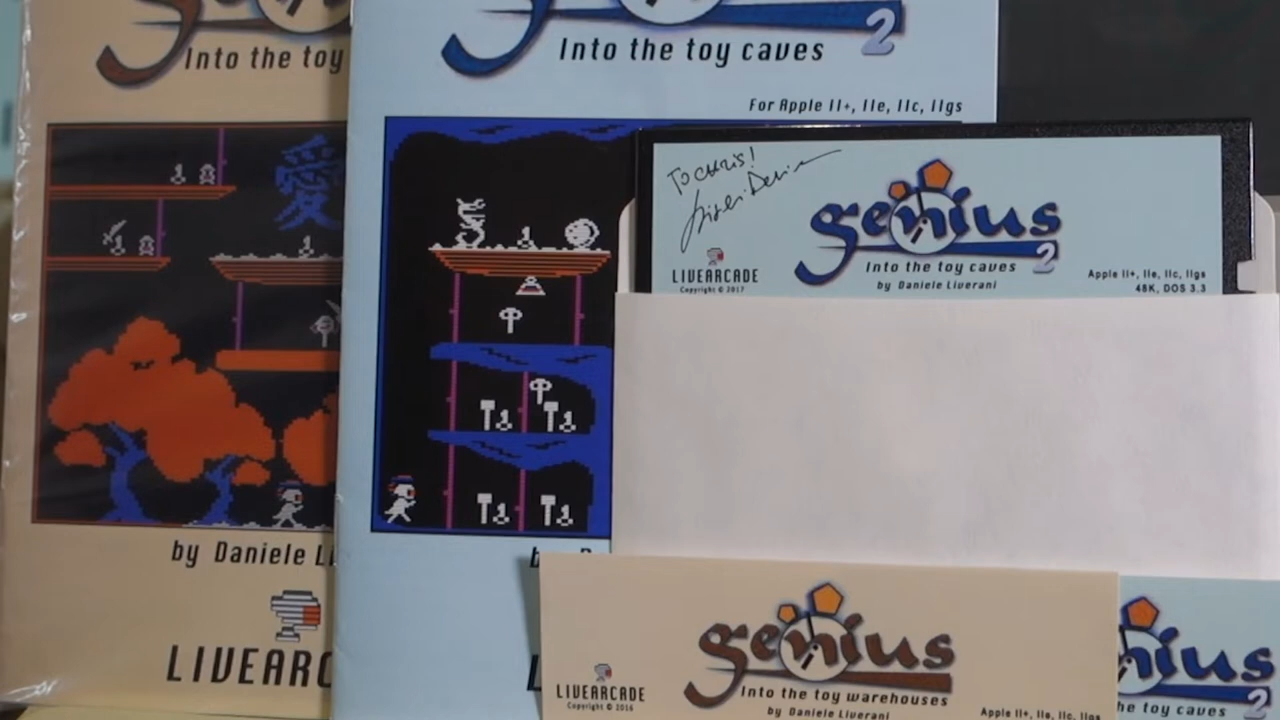 Into the toy
by Daniele Li
LIVEARC
Into the toy caves 2
For Apple II+, IIe, IIc, IIgs
愛
To CHRIS!
genius
2
Into the toy caves
by Daniele Liverani
LIVEARCADE
Copyright © 2017
Apple II+, IIe, IIc, IIgs
48K, DOS 3.3
genius
Into the toy warehouses
by Daniele Liverani
LIVEARCADE
Copyright © 2016
Apple II+, IIe, IIc, IIgs
nius
2
he toy caves